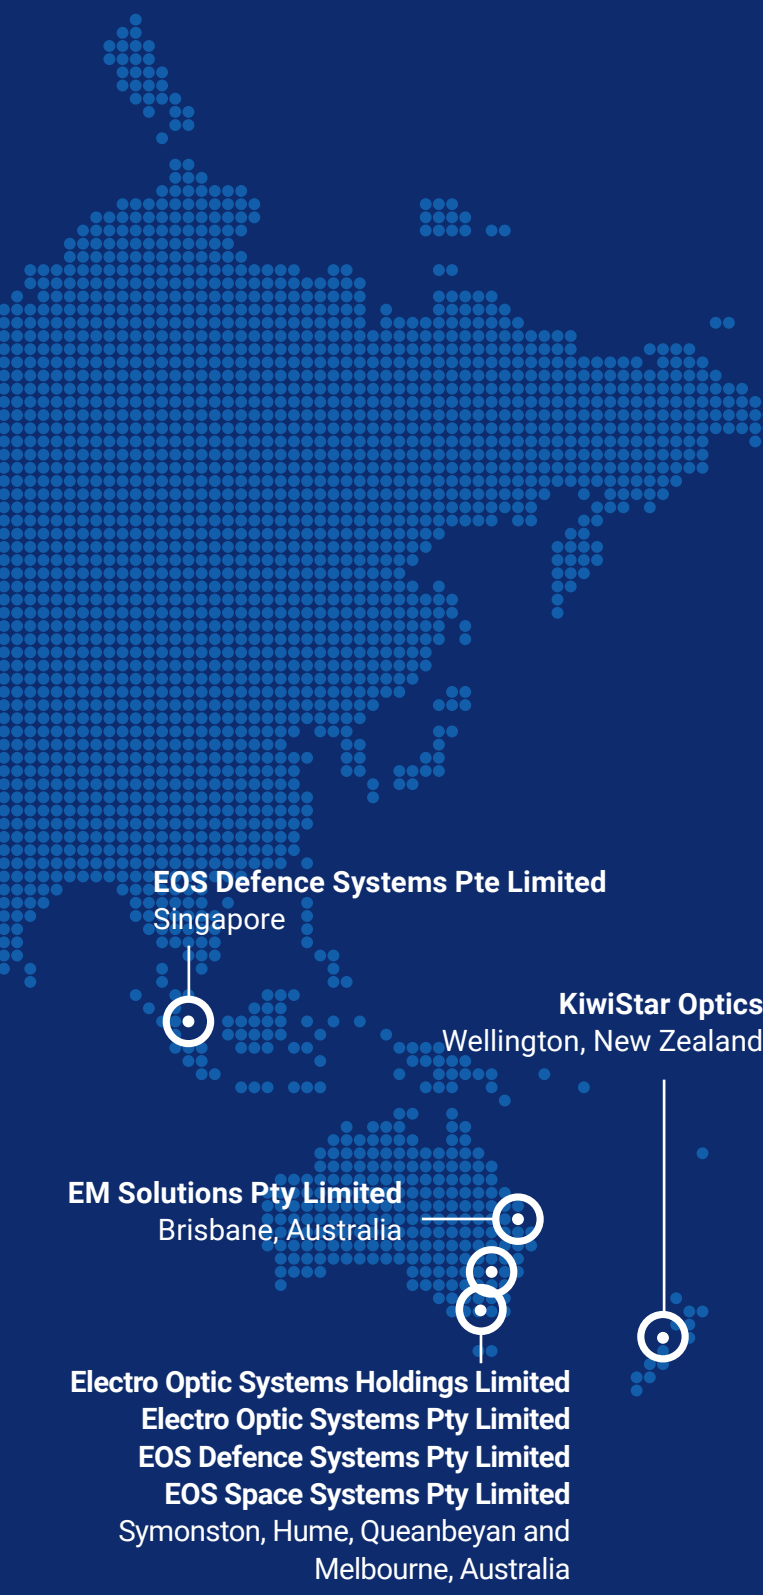 EOS Defence Systems Pte Limited
Singapore
KiwiStar Optics
Wellington, New Zealand
EM Solutions Pty Limited
Brisbane, Australia
Electro Optic Systems Holdings Limited
Electro Optic Systems Pty Limited
EOS Defence Systems Pty Limited
EOS Space Systems Pty Limited
Symonston, Hume, Queanbeyan and
Melbourne, Australia